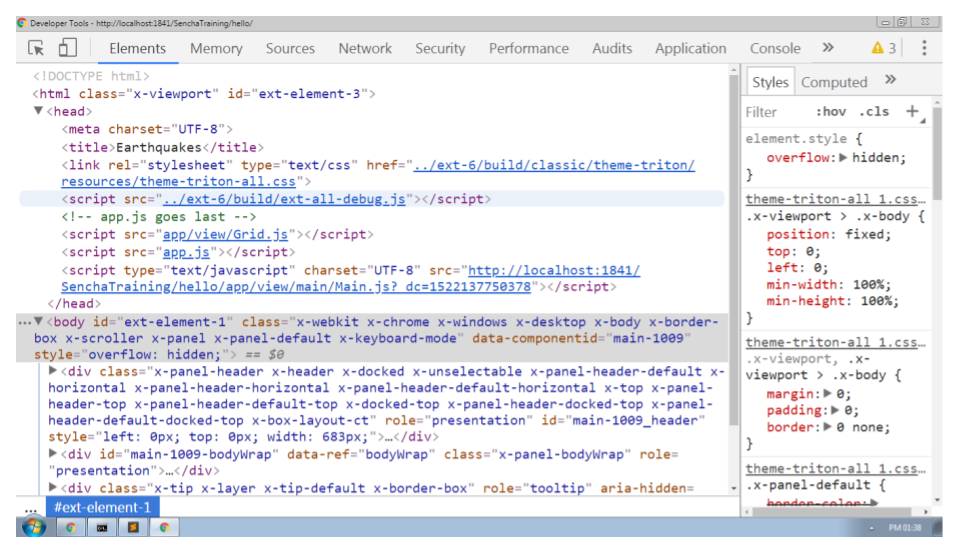 Developer Tools - http://localhost:1841/SenchaTraining/hello/
Elements Memory Sources Network Security Performance Audits Application Console » 3
<!DOCTYPE html>
<html class="x-viewport" id="ext-element-3">
▼<head>
<meta charset="UTF-8">
<title>Earthquakes</title>
<link rel="stylesheet" type="text/css" href="../ext-6/build/classic/theme-triton/
resources/theme-triton-all.css">
<script src="../ext-6/build/ext-all-debug.js"></script>
<!-- app.js goes last -->
<script src="app/view/Grid.js"></script>
<script src="app.js"></script>
<script type="text/javascript" charset="UTF-8" src="http://localhost:1841/
SenchaTraining/hello/app/view/main/Main.js?_dc=1522137750378"></script>
</head>
…▼<body id="ext-element-1" class="x-webkit x-chrome x-windows x-desktop x-body x-border-
box x-scroller x-panel x-panel-default x-keyboard-mode" data-componentid="main-1009"
style="overflow: hidden;"> == $0
▶<div class="x-panel-header x-header x-docked x-unselectable x-panel-header-default x-
horizontal x-panel-header-horizontal x-panel-header-default-horizontal x-top x-panel-
header-top x-panel-header-default-top x-docked-top x-panel-header-docked-top x-panel-
header-default-docked-top x-box-layout-ct" role="presentation" id="main-1009_header"
style="left: 0px; top: 0px; width: 683px;">…</div>
▶<div id="main-1009-bodyWrap" data-ref="bodyWrap" class="x-panel-bodyWrap" role=
"presentation">…</div>
▶<div class="x-tip x-layer x-tip-default x-border-box" role="tooltip" aria-hidden=
… #ext-element-1
Styles Computed »
Filter :hov .cls +
element.style {
overflow:▶ hidden;
}
theme-triton-all_1.css…
.x-viewport > .x-body {
position: fixed;
top: 0;
left: 0;
min-width: 100%;
min-height: 100%;
}
theme-triton-all_1.css…
.x-viewport, .x-
viewport > .x-body {
margin:▶ 0;
padding:▶ 0;
border:▶ 0 none;
}
theme-triton-all_1.css…
.x-panel-default {
border-color:▶
PM 01:38